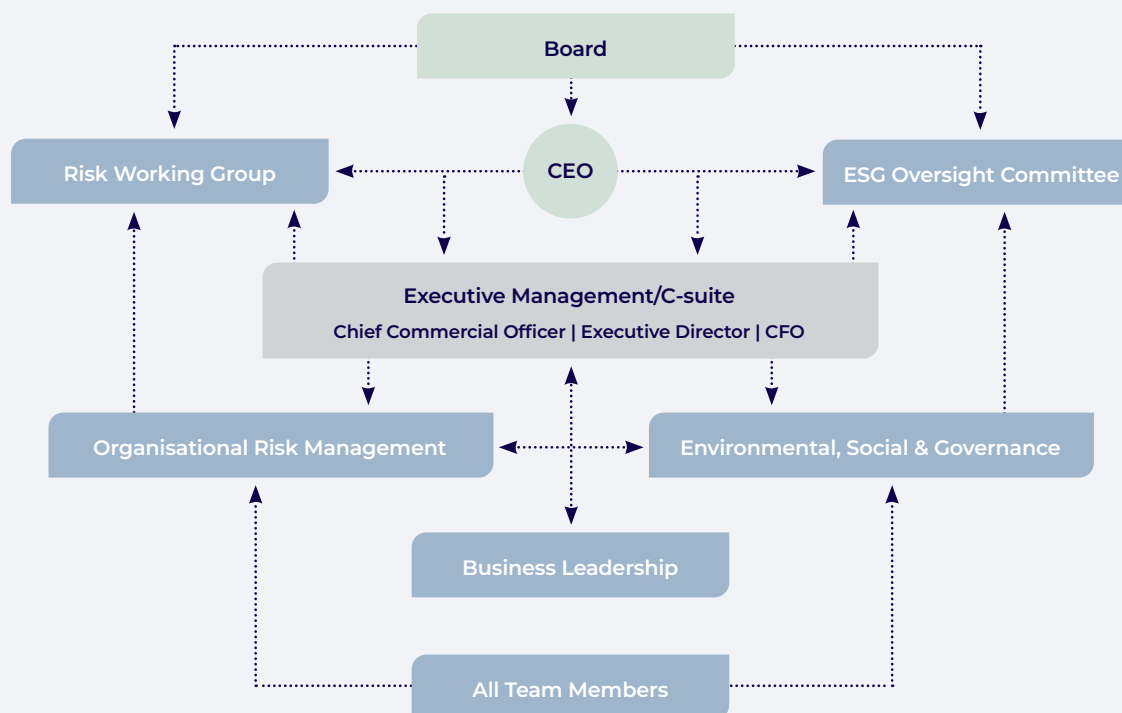 Board
Risk Working Group
CEO
ESG Oversight Committee
Executive Management/C-suite
Chief Commercial Officer | Executive Director | CFO
Organisational Risk Management
Environmental, Social & Governance
Business Leadership
All Team Members